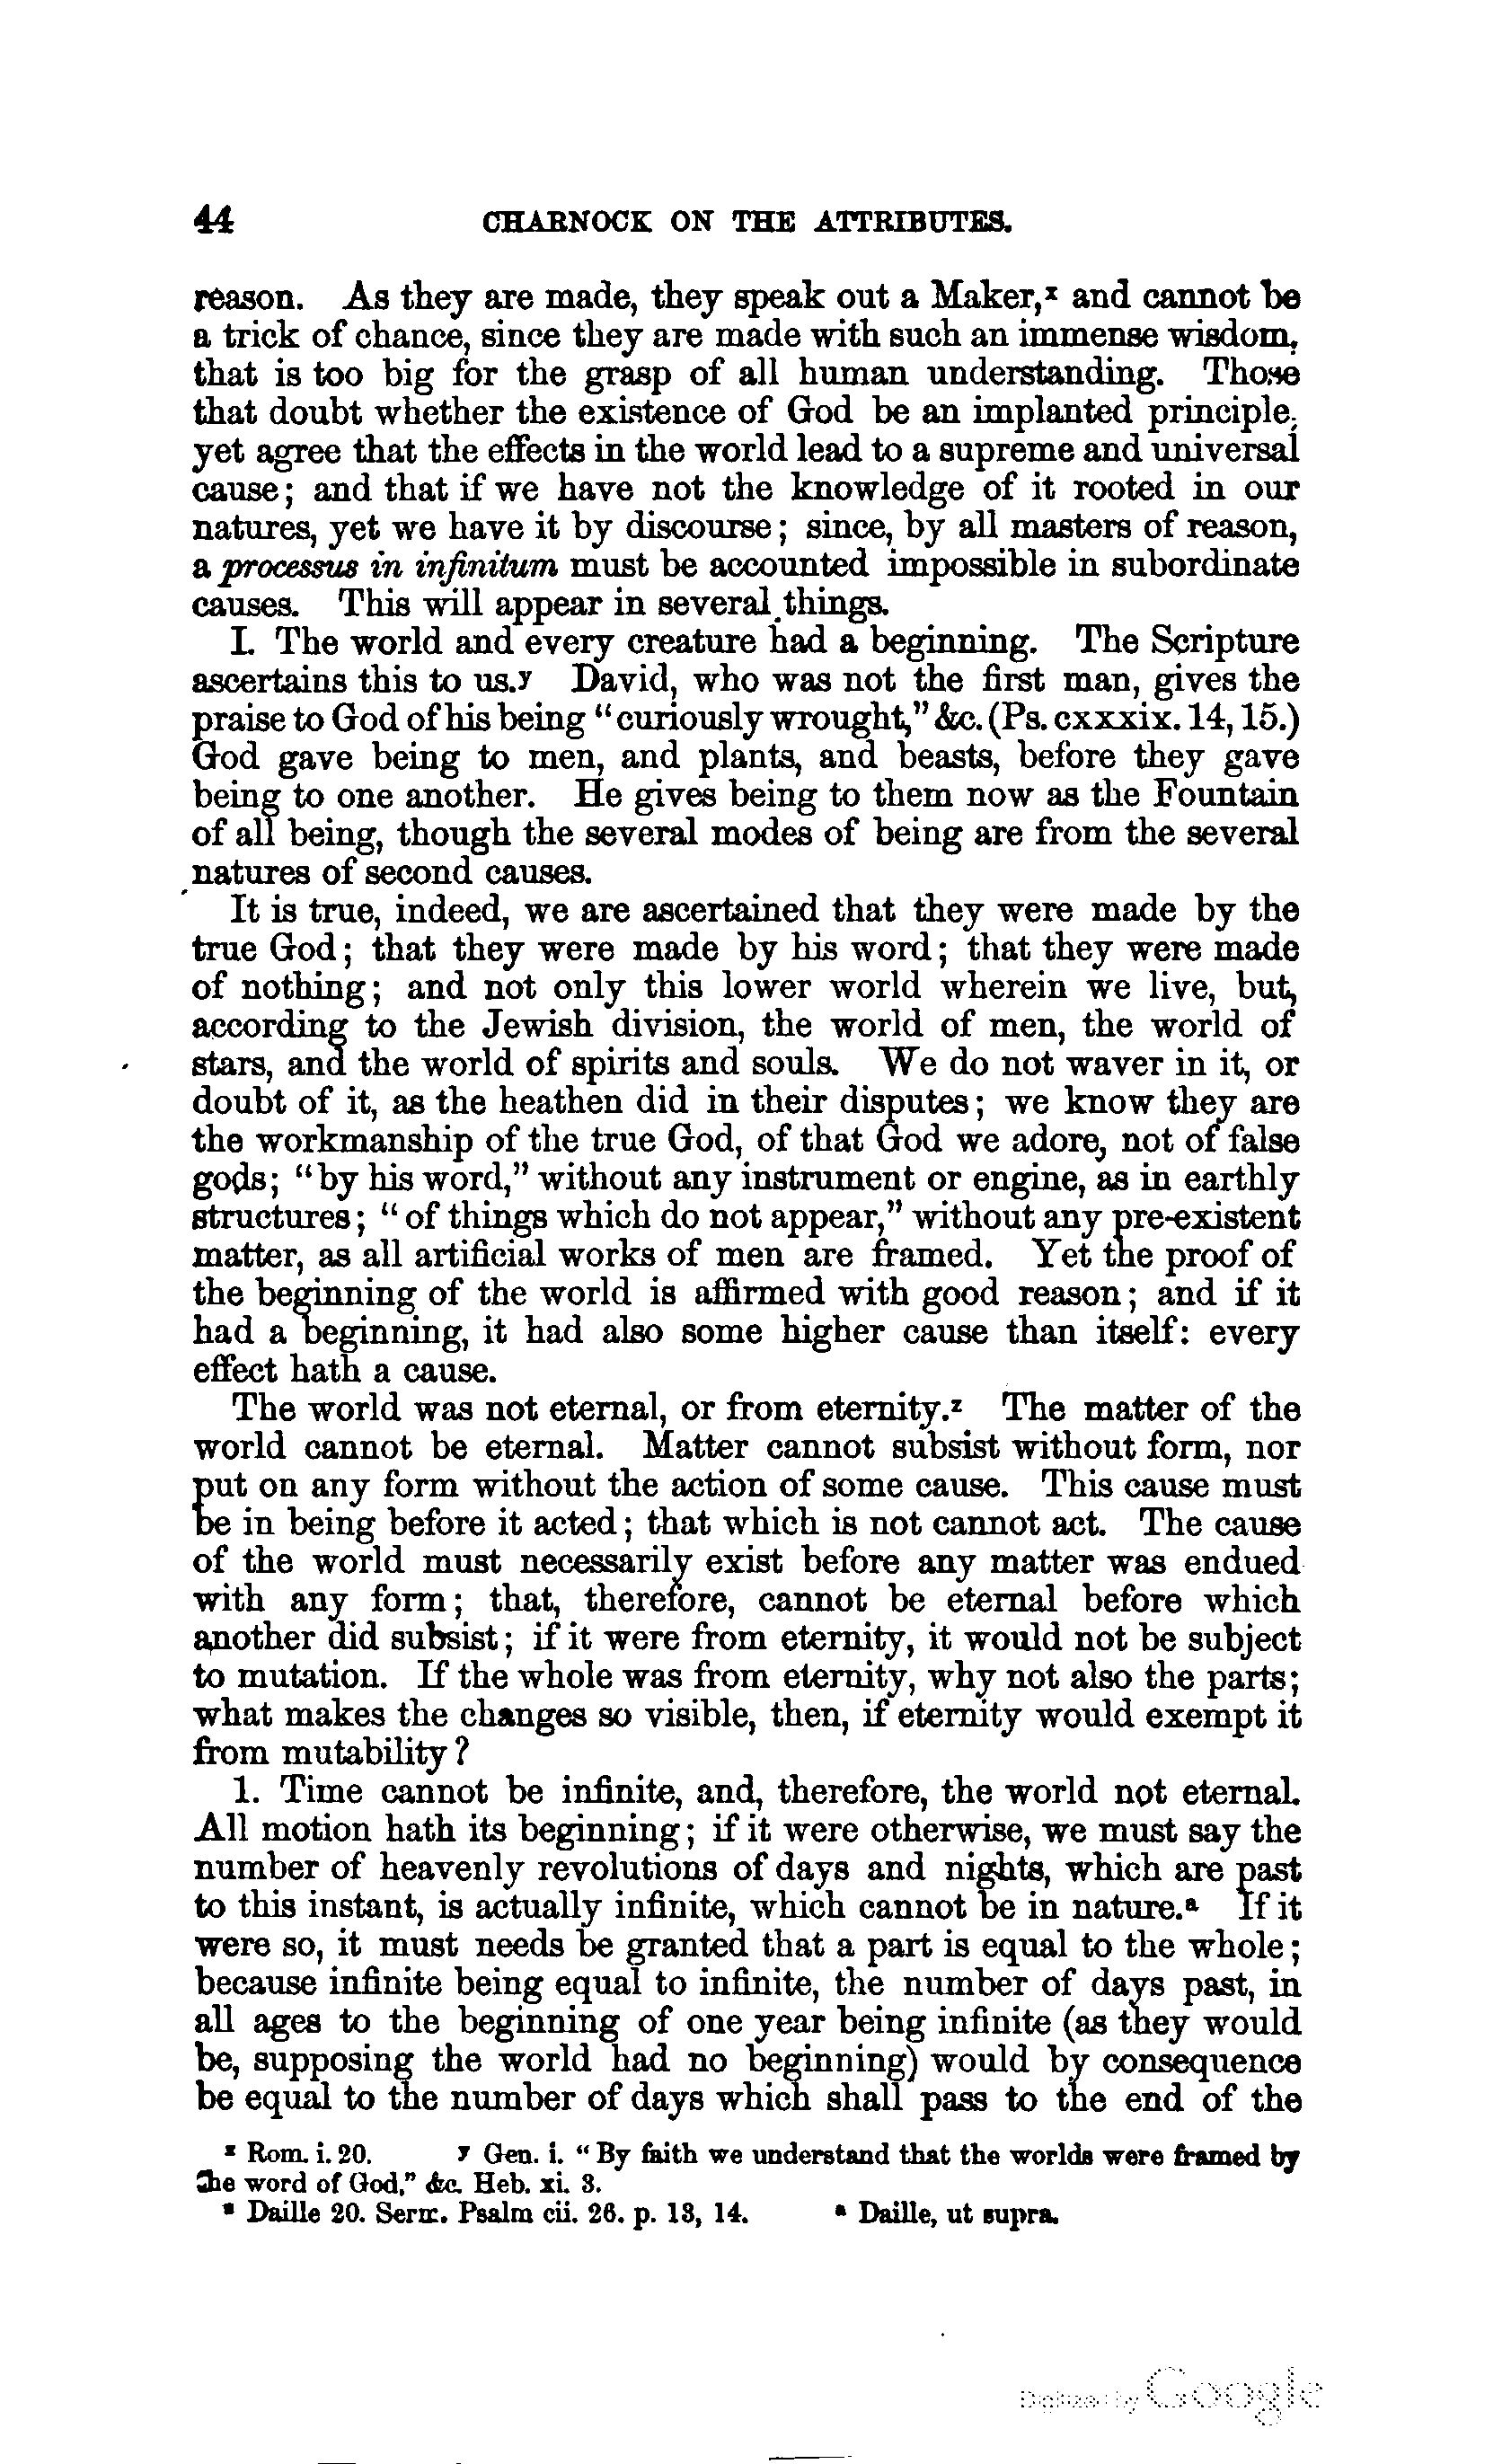 44 CHARNOCK ON THE ATTRIBUTES.
reason. As they are made, they speak out a Maker,ˣ and cannot be
a trick of chance, since they are made with such an immense wisdom,
that is too big for the grasp of all human understanding. Those
that doubt whether the existence of God be an implanted principle,
yet agree that the effects in the world lead to a supreme and universal
cause; and that if we have not the knowledge of it rooted in our
natures, yet we have it by discourse; since, by all masters of reason,
a processus in infinitum must be accounted impossible in subordinate
causes. This will appear in several things.
I. The world and every creature had a beginning. The Scripture
ascertains this to us.ʸ David, who was not the first man, gives the
praise to God of his being "curiously wrought," &c. (Ps. cxxxix. 14, 15.)
God gave being to men, and plants, and beasts, before they gave
being to one another. He gives being to them now as the Fountain
of all being, though the several modes of being are from the several
natures of second causes.
It is true, indeed, we are ascertained that they were made by the
true God; that they were made by his word; that they were made
of nothing; and not only this lower world wherein we live, but,
according to the Jewish division, the world of men, the world of
stars, and the world of spirits and souls. We do not waver in it, or
doubt of it, as the heathen did in their disputes; we know they are
the workmanship of the true God, of that God we adore, not of false
gods; "by his word," without any instrument or engine, as in earthly
structures; "of things which do not appear," without any pre-existent
matter, as all artificial works of men are framed. Yet the proof of
the beginning of the world is affirmed with good reason; and if it
had a beginning, it had also some higher cause than itself: every
effect hath a cause.
The world was not eternal, or from eternity.ᶻ The matter of the
world cannot be eternal. Matter cannot subsist without form, nor
put on any form without the action of some cause. This cause must
be in being before it acted; that which is not cannot act. The cause
of the world must necessarily exist before any matter was endued
with any form; that, therefore, cannot be eternal before which
another did subsist; if it were from eternity, it would not be subject
to mutation. If the whole was from eternity, why not also the parts;
what makes the changes so visible, then, if eternity would exempt it
from mutability?
1. Time cannot be infinite, and, therefore, the world not eternal.
All motion hath its beginning; if it were otherwise, we must say the
number of heavenly revolutions of days and nights, which are past
to this instant, is actually infinite, which cannot be in nature.ᵃ If it
were so, it must needs be granted that a part is equal to the whole;
because infinite being equal to infinite, the number of days past, in
all ages to the beginning of one year being infinite (as they would
be, supposing the world had no beginning) would by consequence
be equal to the number of days which shall pass to the end of the
ˣ Rom. i. 20. ʸ Gen. i. "By faith we understand that the worlds were framed by
the word of God," &c. Heb. xi. 3.
ᶻ Daille 20. Serm. Psalm cii. 26. p. 13, 14. ᵃ Daille, ut supra.
Digitized by Google